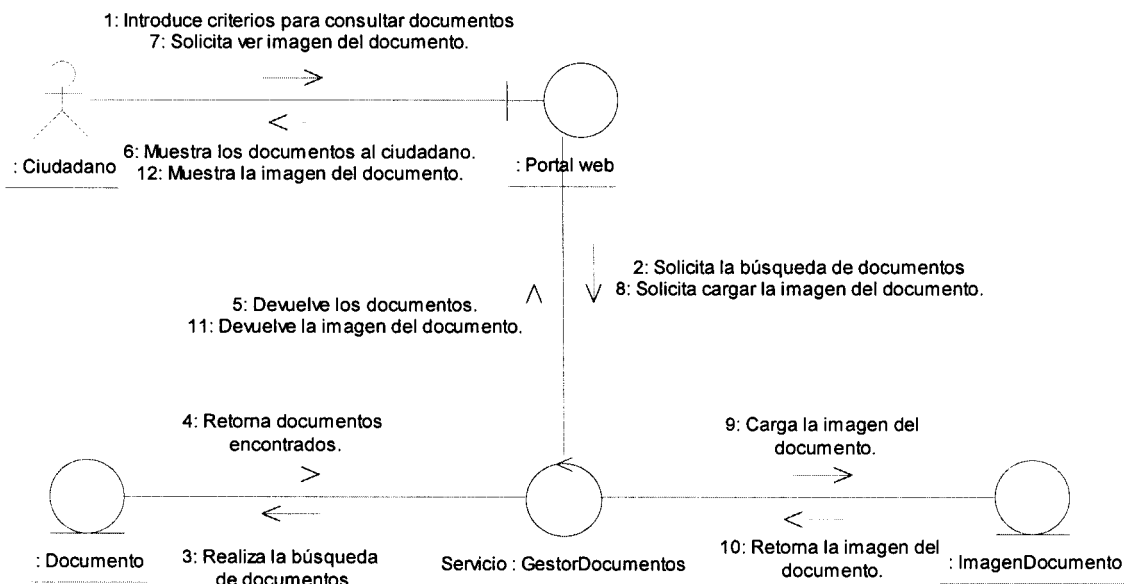 1: Introduce criterios para consultar documentos
7: Solicita ver imagen del documento.
: Ciudadano
6: Muestra los documentos al ciudadano.
12: Muestra la imagen del documento.
: Portal web
2: Solicita la búsqueda de documentos
8: Solicita cargar la imagen del documento.
5: Devuelve los documentos.
11: Devuelve la imagen del documento.
4: Retorna documentos
encontrados.
9: Carga la imagen del
documento.
: Documento
3: Realiza la búsqueda
de documentos
Servicio : GestorDocumentos
10: Retorna la imagen del
documento.
: ImagenDocumento